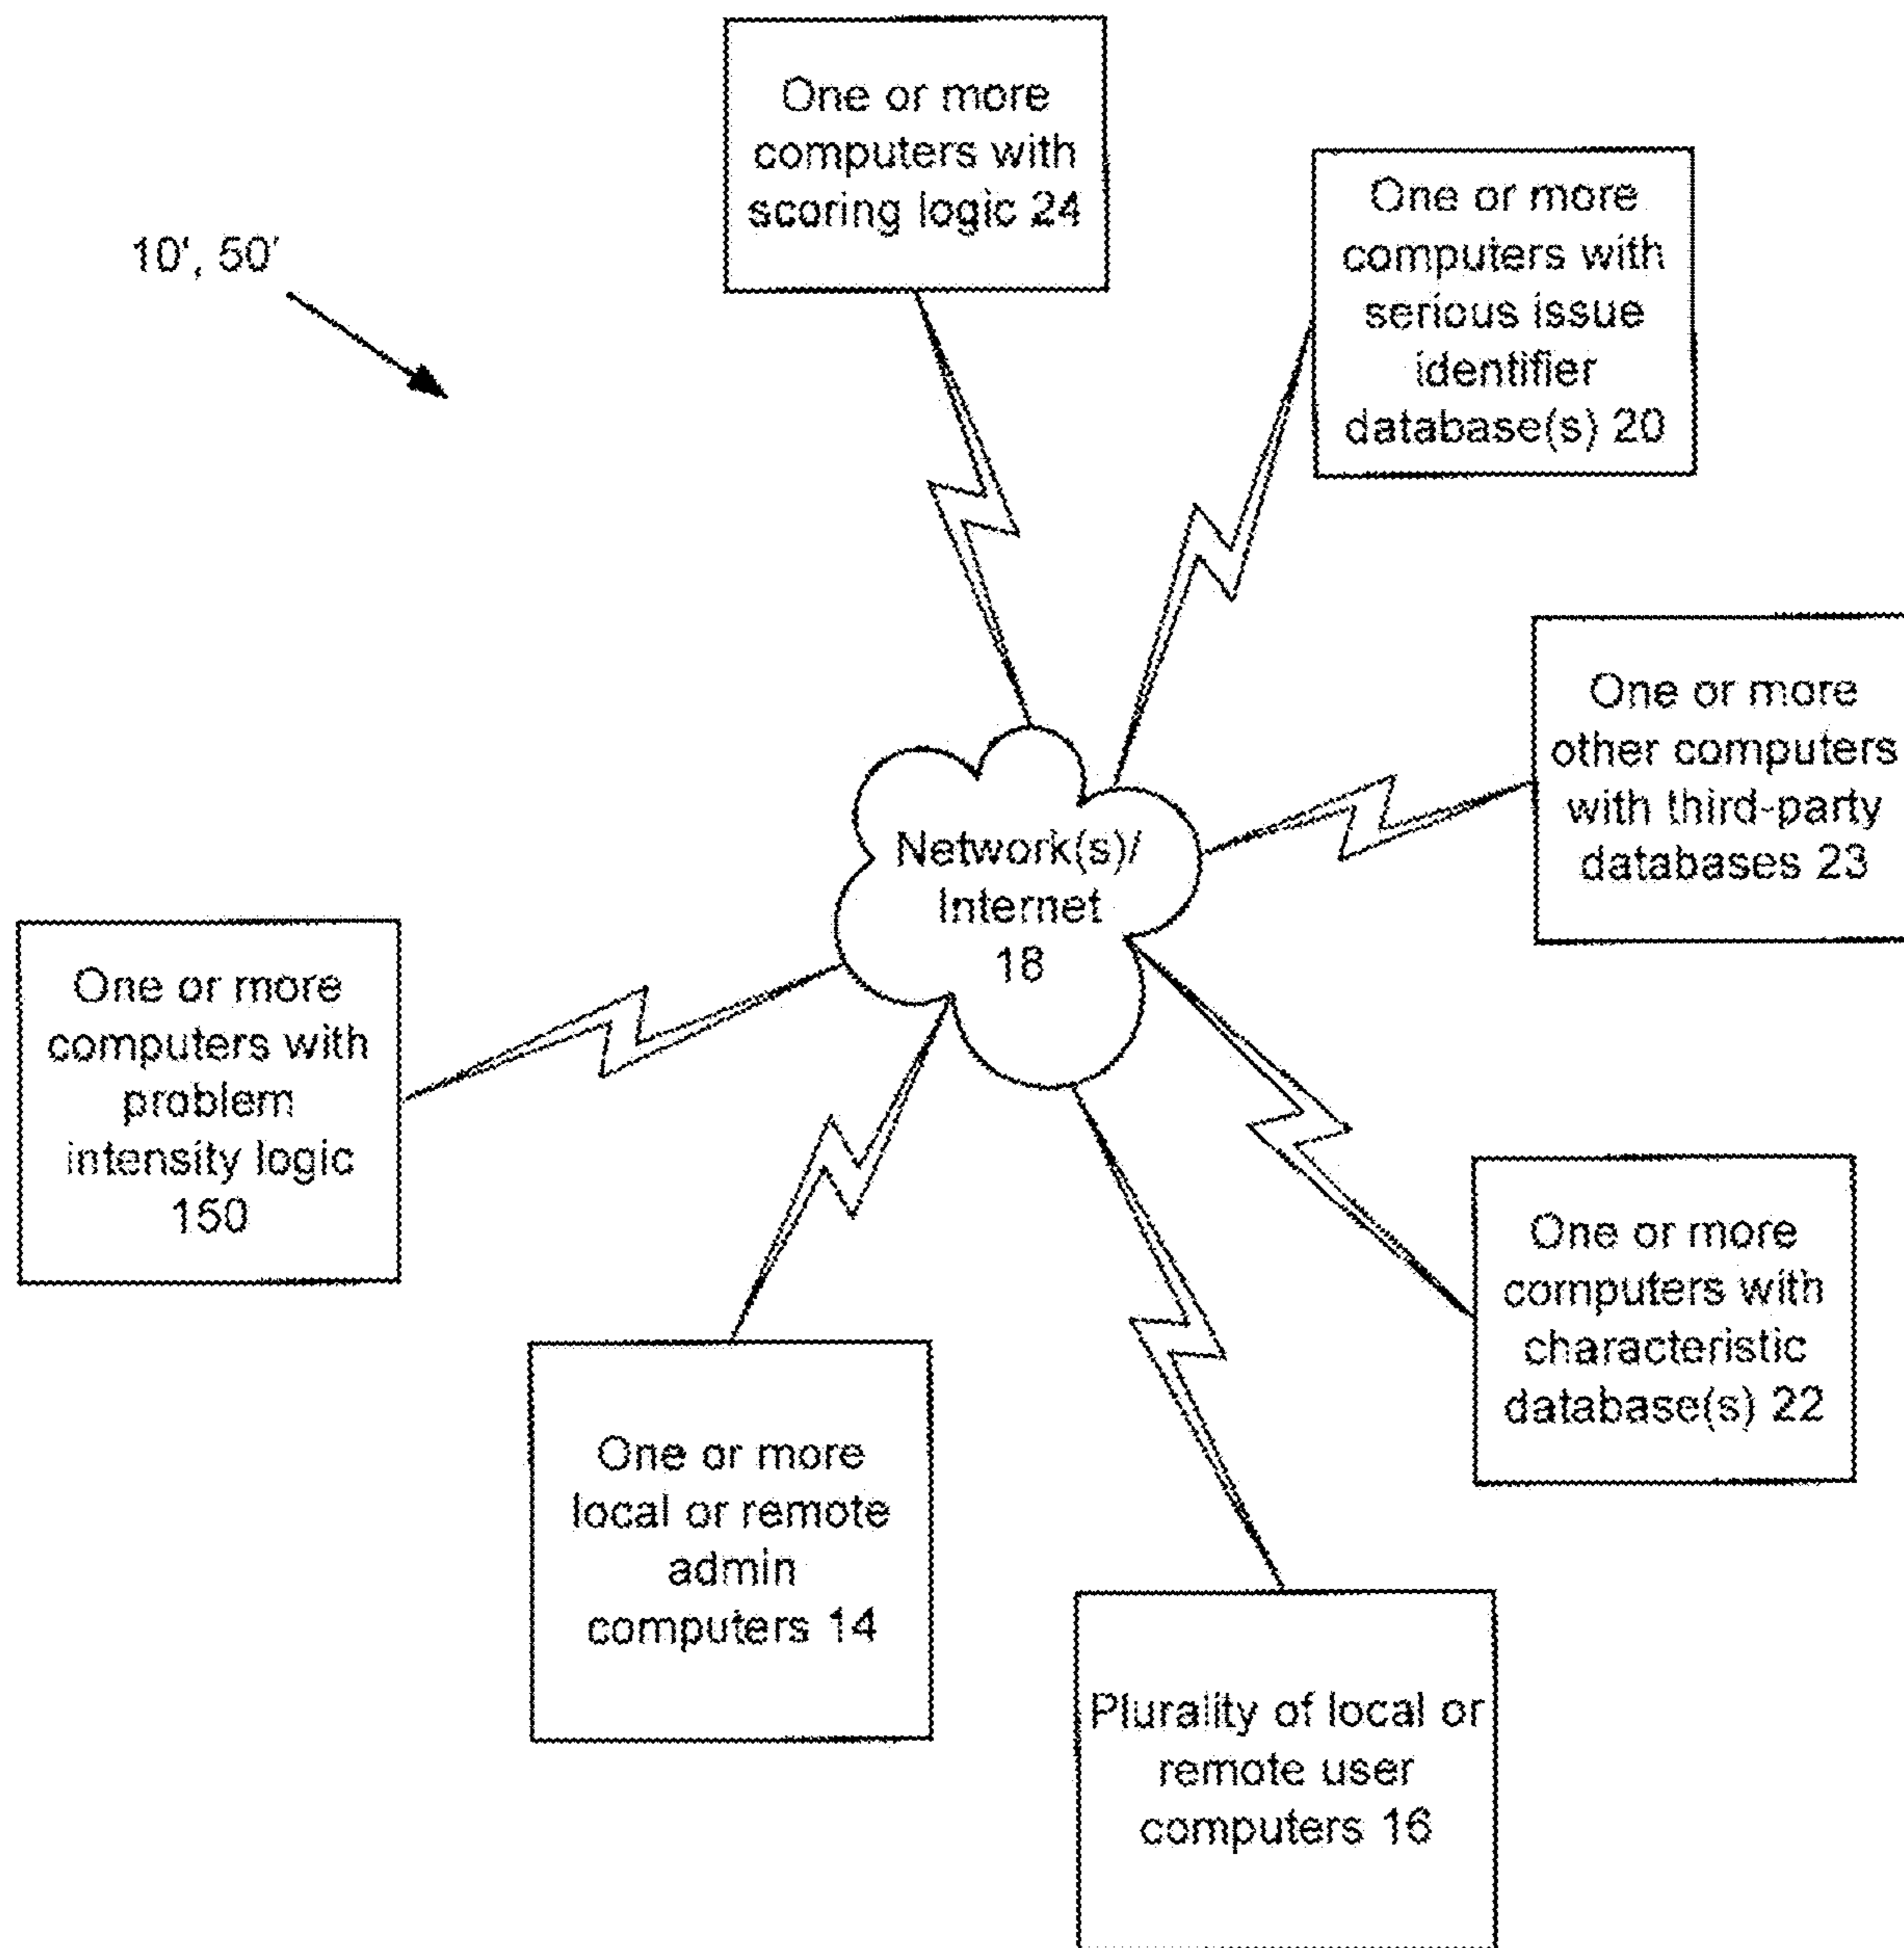 One or more
computers with
scoring logic 24
10', 50'
One or more
computers with
serious issue
identifier
database(s) 20
One or more
other computers
with third-party
databases 23
Network(s)/
Internet
18
One or more
computers with
problem
intensity logic
150
One or more
computers with
characteristic
database(s) 22
One or more
local or remote
admin
computers 14
Plurality of local or
remote user
computers 16